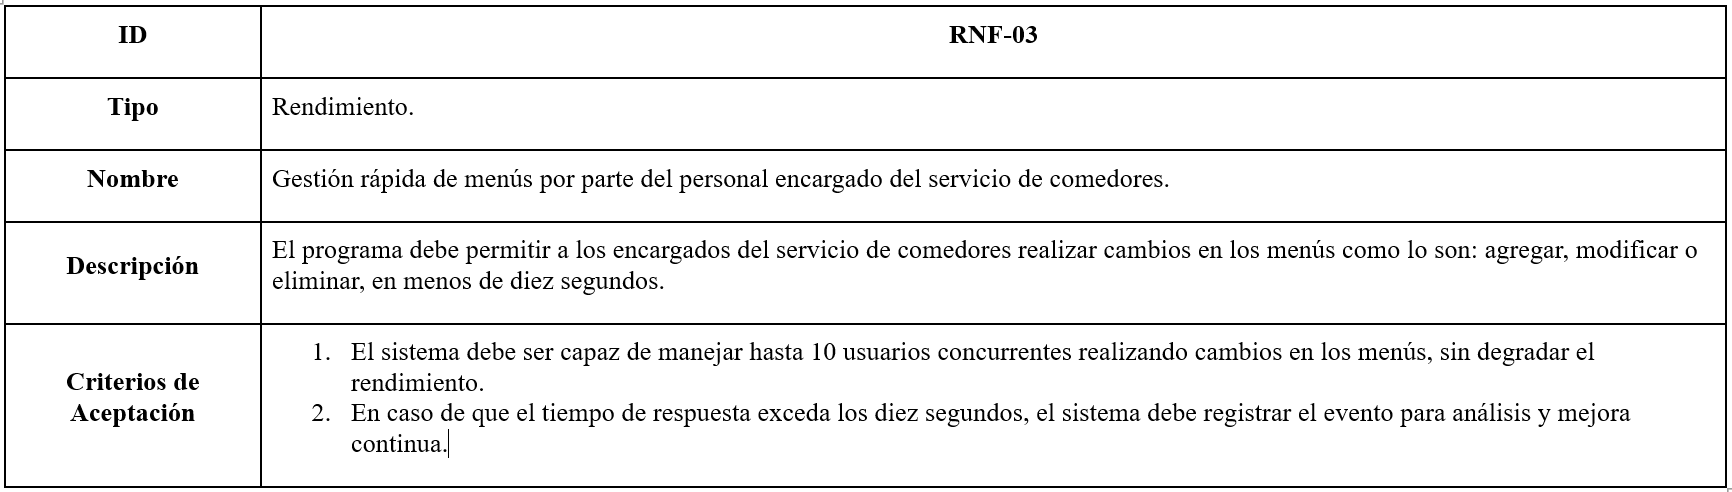 ID
RNF-03
Tipo
Rendimiento.
Nombre
Gestión rápida de menús por parte del personal encargado del servicio de comedores.
Descripción
El programa debe permitir a los encargados del servicio de comedores realizar cambios en los menús como lo son: agregar, modificar o
eliminar, en menos de diez segundos.
Criterios de
Aceptación
1. El sistema debe ser capaz de manejar hasta 10 usuarios concurrentes realizando cambios en los menús, sin degradar el
rendimiento.
2. En caso de que el tiempo de respuesta exceda los diez segundos, el sistema debe registrar el evento para análisis y mejora
continua.